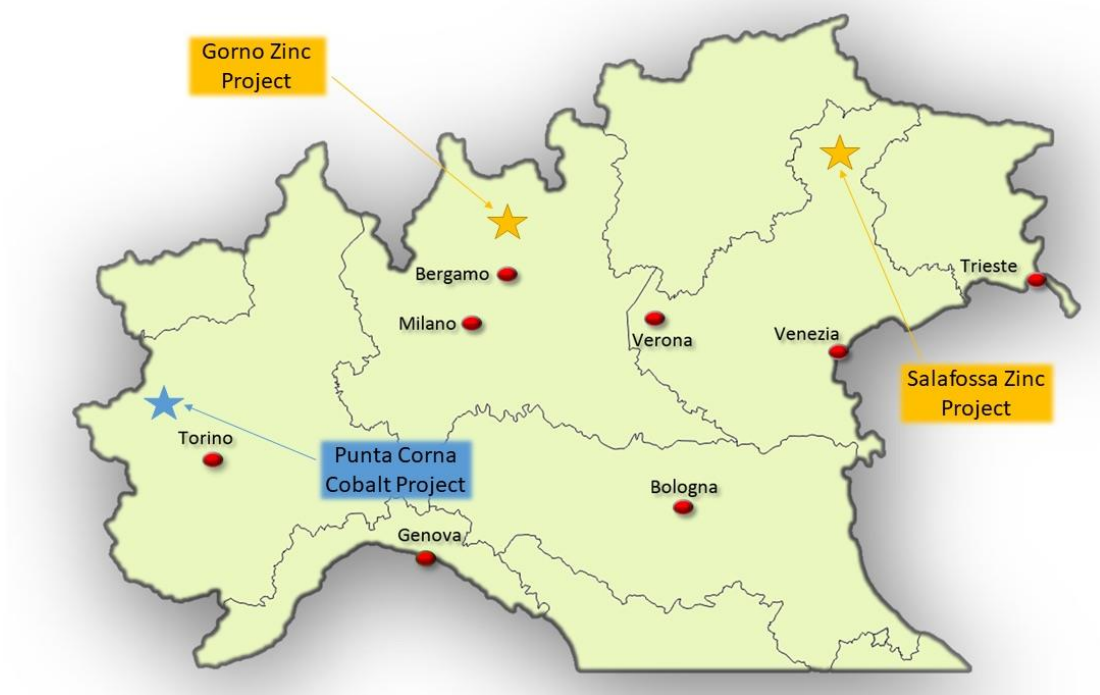 Gorno Zinc
Project
Bergamo
Milano
Verona
Trieste
Venezia
Salafossa Zinc
Project
Torino
Punta Corna
Cobalt Project
Bologna
Genova